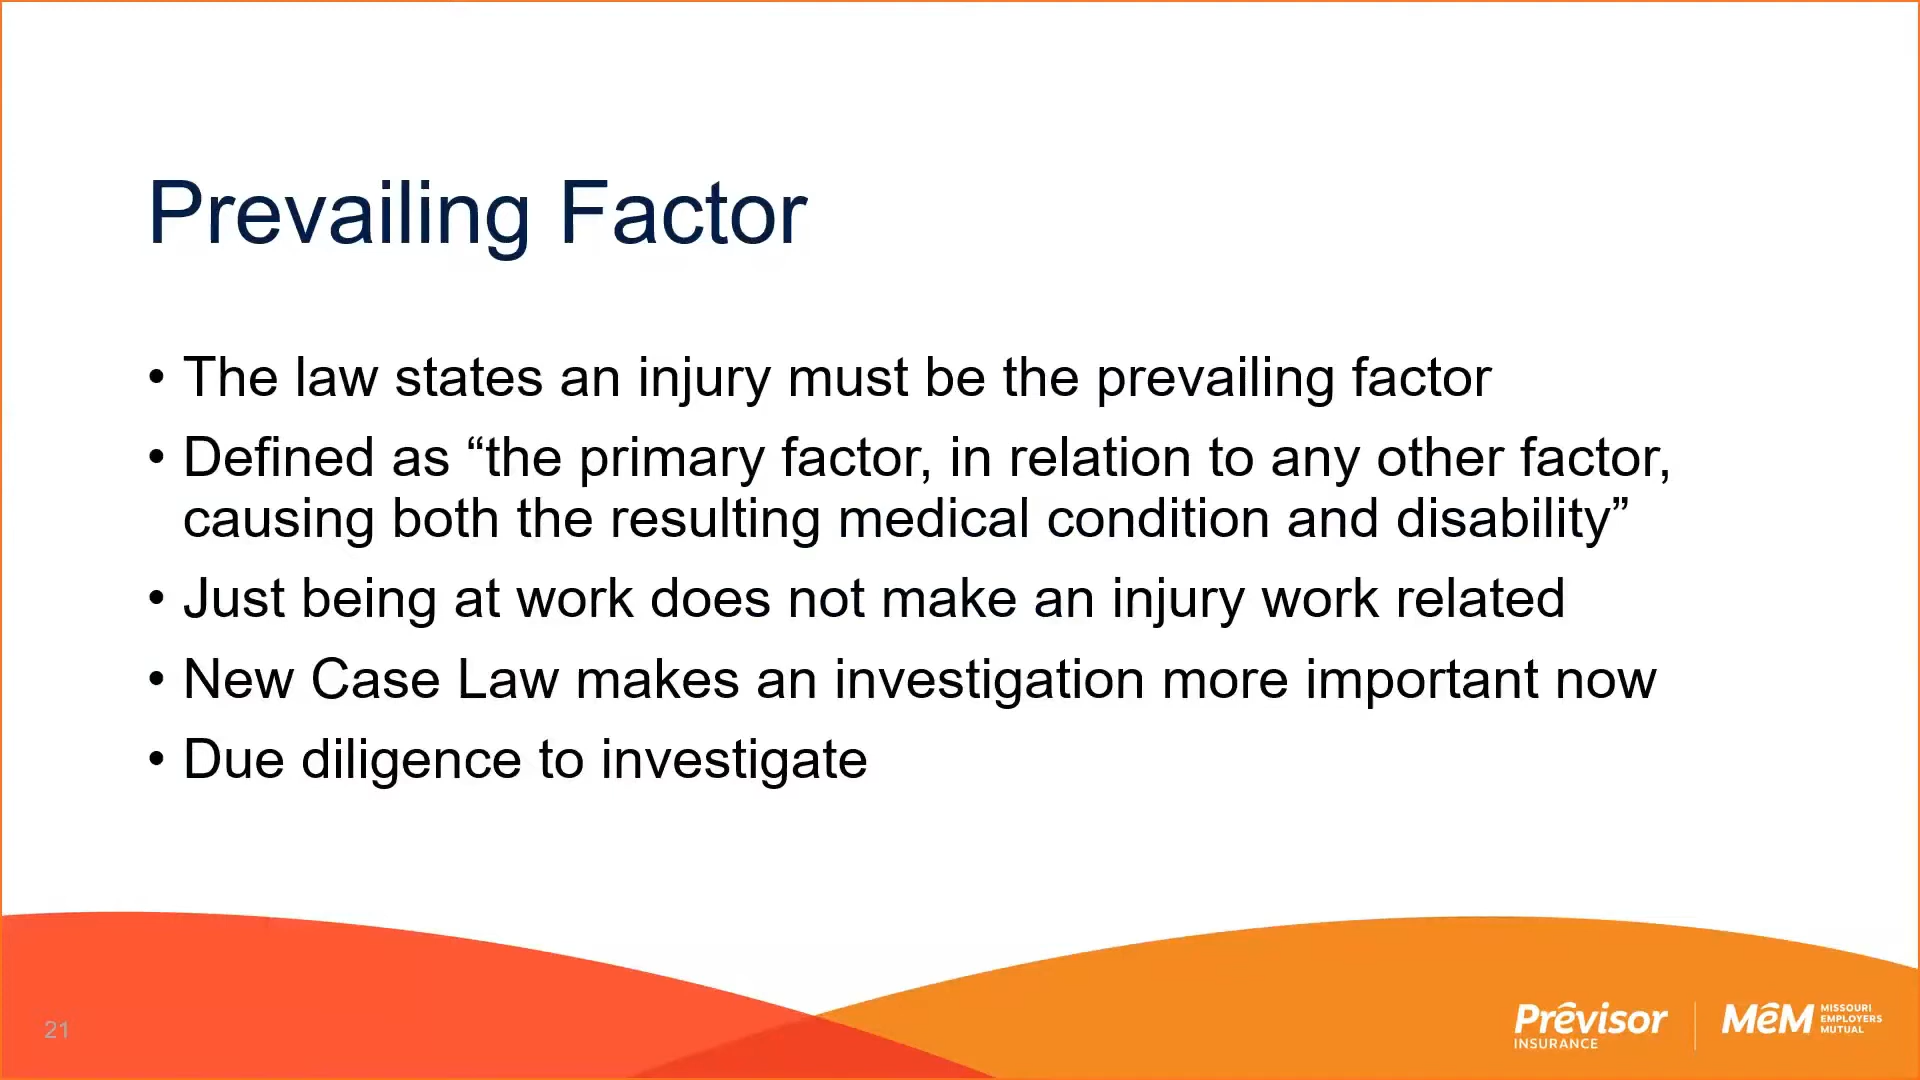 Prevailing Factor
• The law states an injury must be the prevailing factor
• Defined as “the primary factor, in relation to any other factor,
causing both the resulting medical condition and disability”
• Just being at work does not make an injury work related
• New Case Law makes an investigation more important now
• Due diligence to investigate
21
Prēvisor
INSURANCE
MēM
MISSOURI
EMPLOYERS
MUTUAL